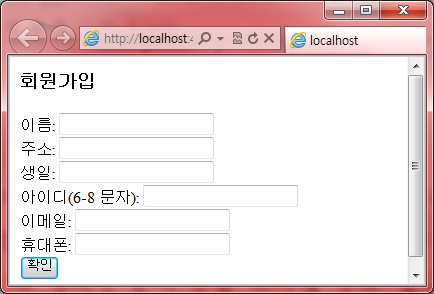 http://localhost:4
localhost
회원가입
이름:
주소:
생일:
아이디(6-8 문자):
이메일:
휴대폰:
확인